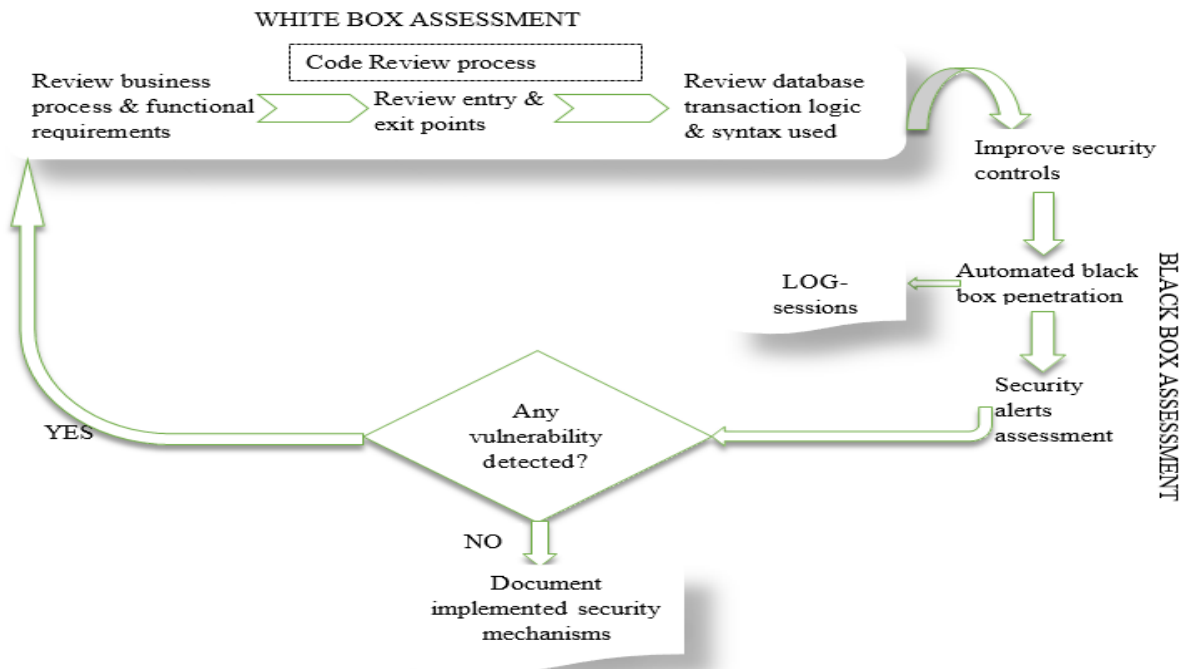 WHITE BOX ASSESSMENT
Code Review process
Review business
process & functional
requirements
Review entry &
exit points
Review database
transaction logic
& syntax used
Improve security
controls
Automated black
box penetration
LOG-
sessions
Security
alerts
assessment
BLACK BOX ASSESSMENT
Any
vulnerability
detected?
YES
NO
Document
implemented security
mechanisms